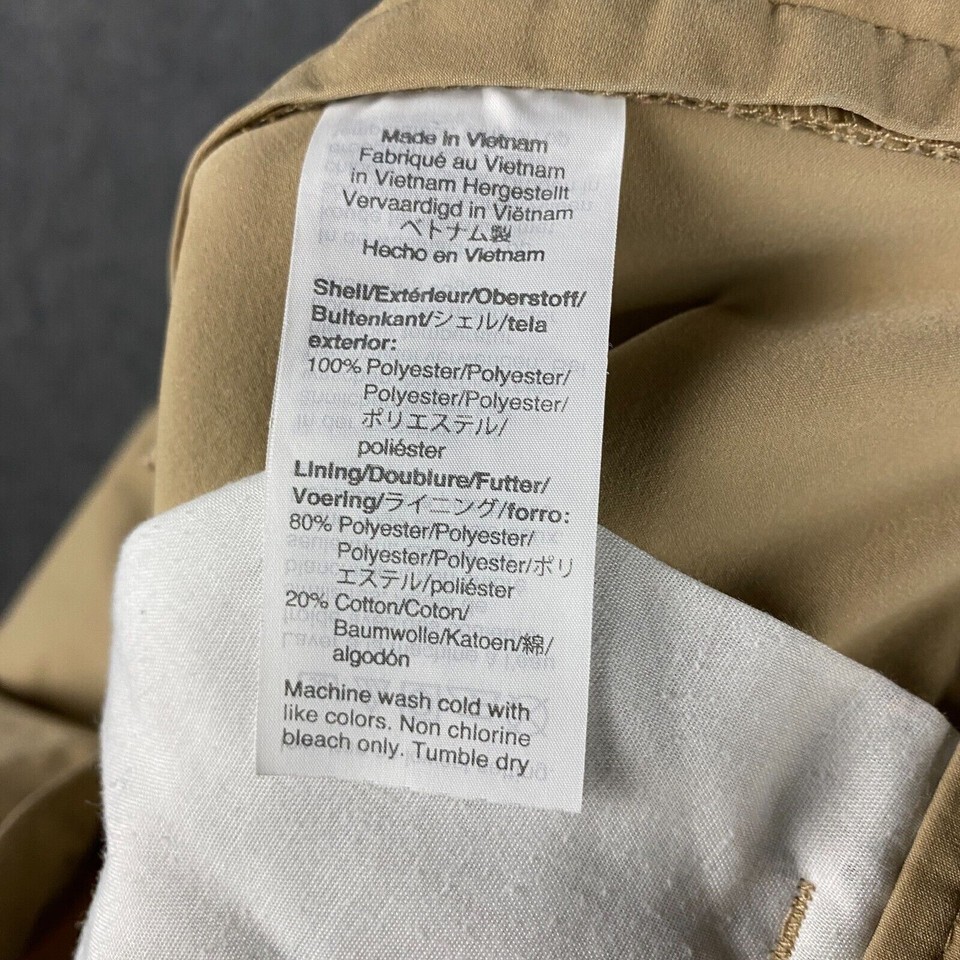 Made in Vietnam
Fabriqué au Vietnam
in Vietnam Hergestellt
Vervaardigd in Viëtnam
ベトナム製
Hecho en Vietnam
Shell/Extérieur/Oberstoff/
Buitenkant/シェル/tela
exterior:
100% Polyester/Polyester/
Polyester/Polyester/
ポリエステル/
poliéster
Lining/Doublure/Futter/
Voering/ライニング/forro:
80% Polyester/Polyester/
Polyester/Polyester/ポリ
エステル/poliéster
20% Cotton/Coton/
Baumwolle/Katoen/綿/
algodón
Machine wash cold with
like colors. Non chlorine
bleach only. Tumble dry